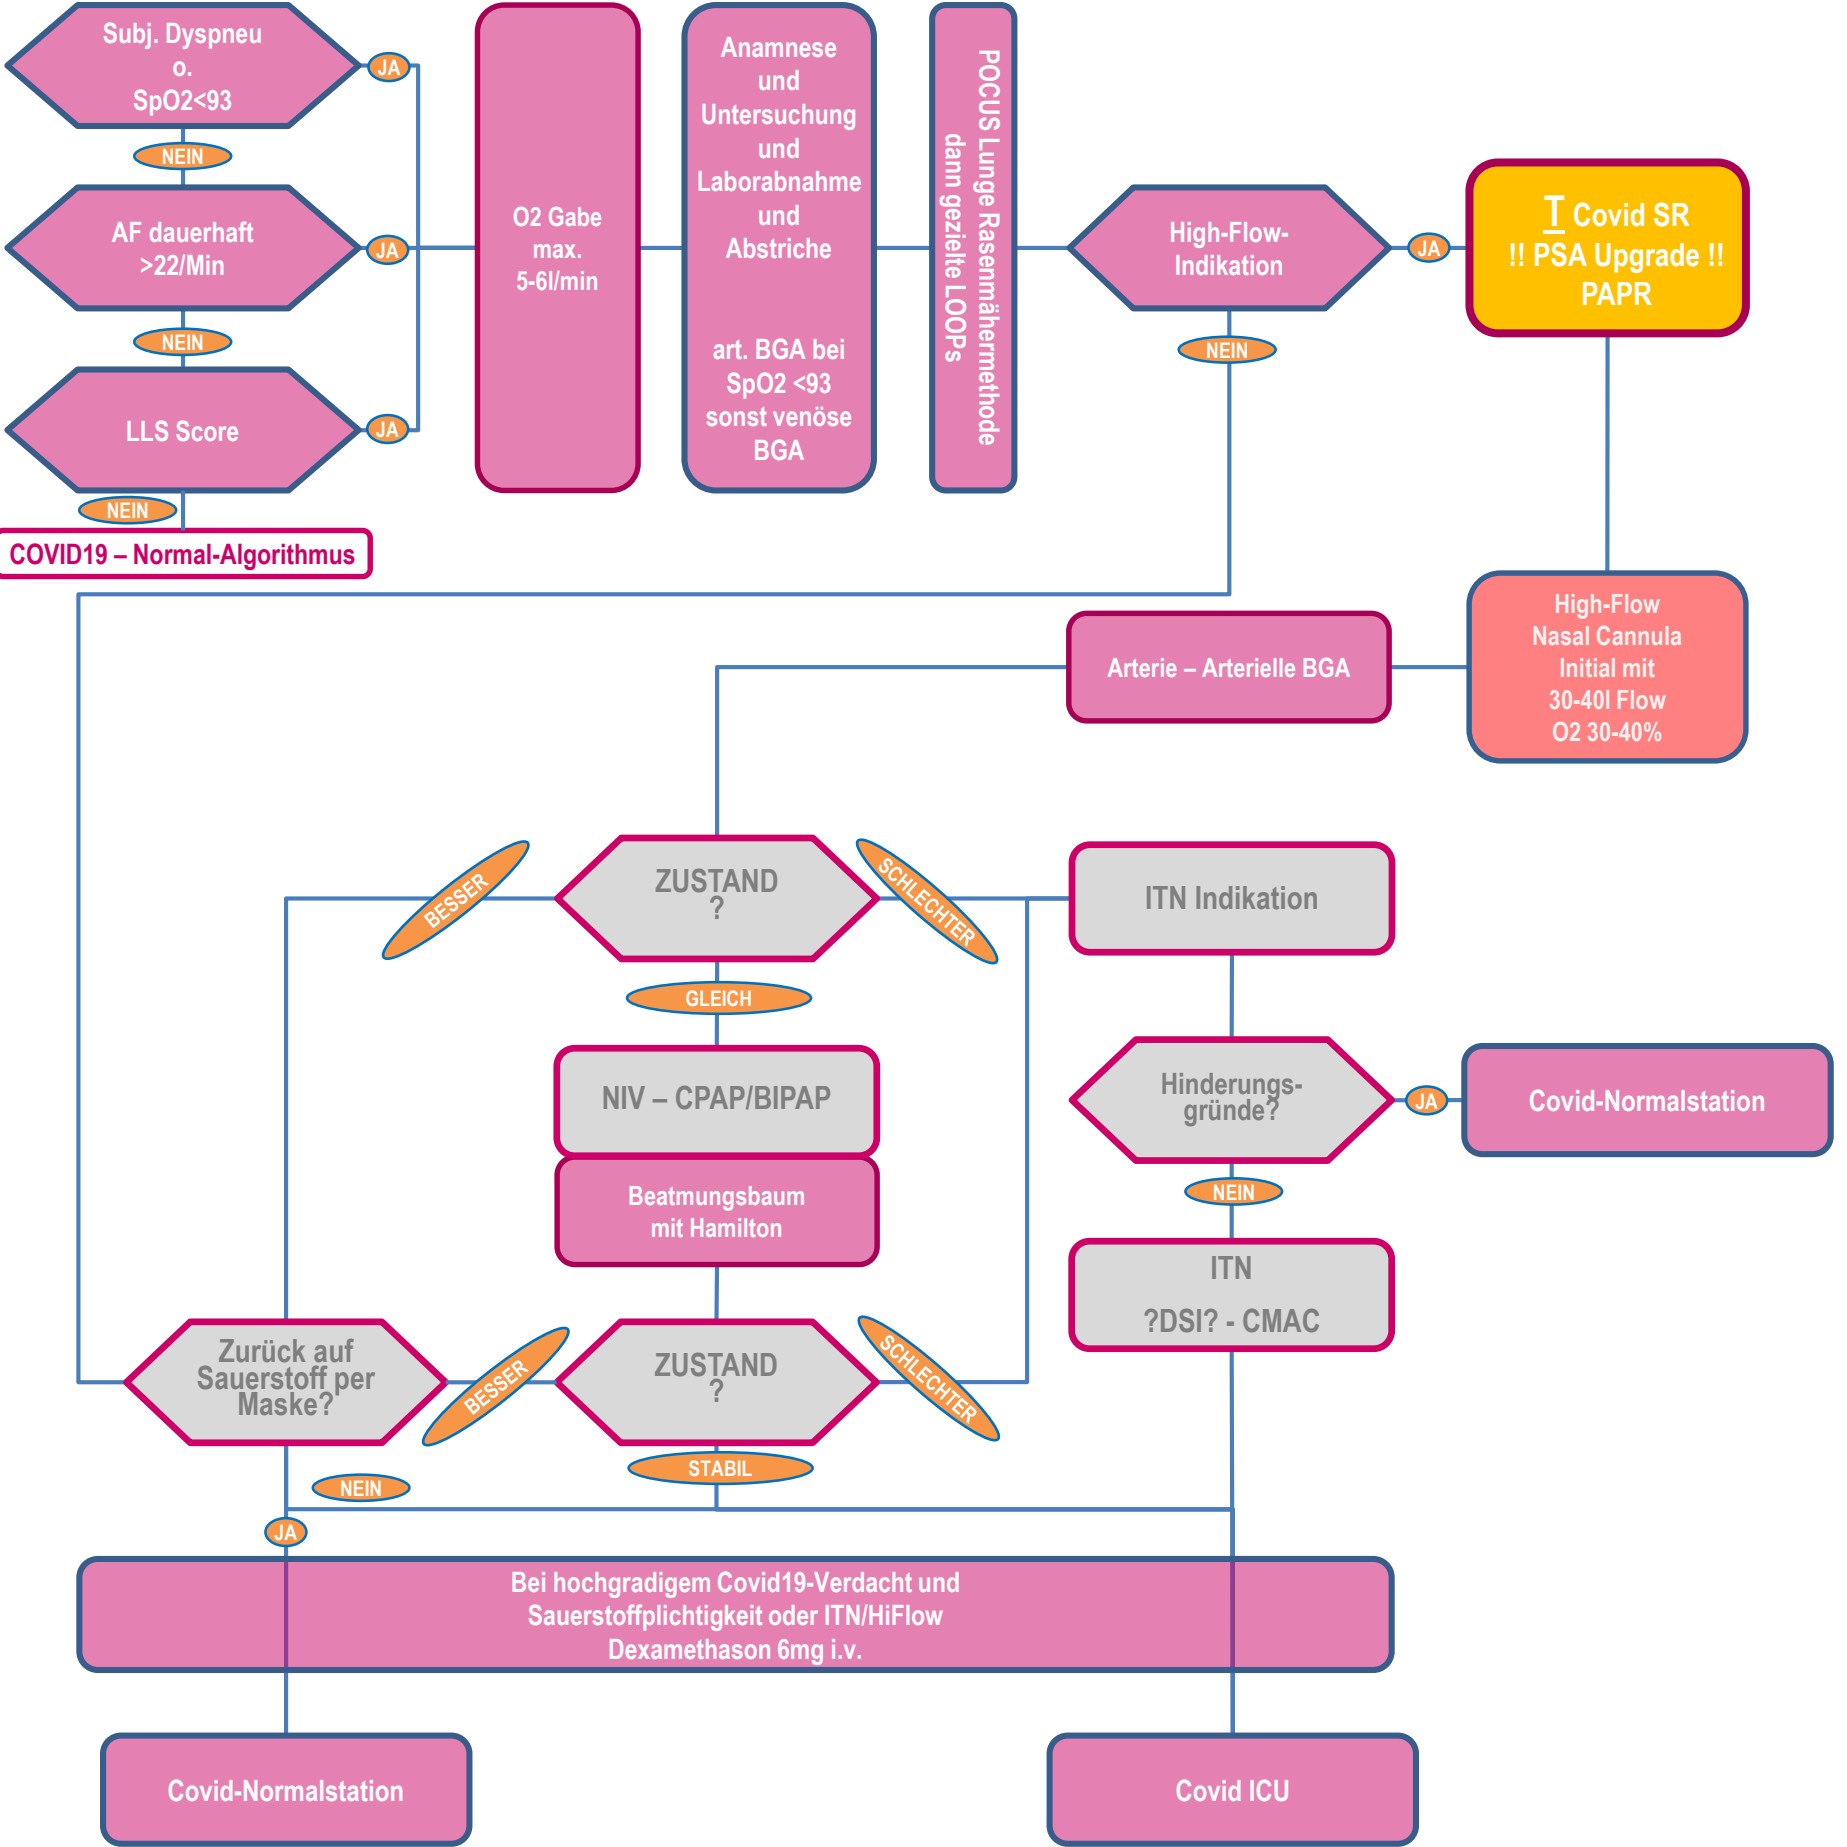 Subj. Dyspneu
o.
SpO2<93
JA
NEIN
AF dauerhaft
>22/Min
JA
NEIN
LLS Score
JA
NEIN
COVID19 – Normal-Algorithmus
O2 Gabe
max.
5-6l/min
Anamnese
und
Untersuchung
und
Laborabnahme
und
Abstriche
art. BGA bei
SpO2 <93
sonst venöse
BGA
POCUS Lunge Rasenmähermethode
dann gezielte LOOPs
High-Flow-
Indikation
JA
NEIN
T Covid SR
!! PSA Upgrade !!
PAPR
High-Flow
Nasal Cannula
Initial mit
30-40l Flow
O2 30-40%
Arterie – Arterielle BGA
ZUSTAND
?
BESSER
SCHLECHTER
GLEICH
ITN Indikation
NIV – CPAP/BIPAP
Beatmungsbaum
mit Hamilton
Hinderungs-
gründe?
JA
Covid-Normalstation
NEIN
ITN
?DSI? - CMAC
Zurück auf
Sauerstoff per
Maske?
BESSER
ZUSTAND
?
SCHLECHTER
STABIL
NEIN
JA
Bei hochgradigem Covid19-Verdacht und
Sauerstoffplichtigkeit oder ITN/HiFlow
Dexamethason 6mg i.v.
Covid-Normalstation
Covid ICU